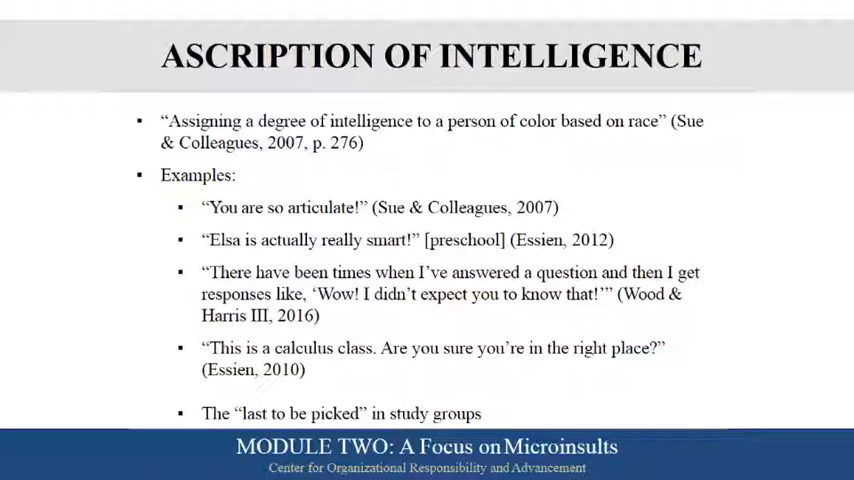 ASCRIPTION OF INTELLIGENCE
▪ “Assigning a degree of intelligence to a person of color based on race” (Sue
& Colleagues, 2007, p. 276)
▪ Examples:
▪ “You are so articulate!” (Sue & Colleagues, 2007)
▪ “Elsa is actually really smart!” [preschool] (Essien, 2012)
▪ “There have been times when I’ve answered a question and then I get
responses like, ‘Wow! I didn’t expect you to know that!’” (Wood &
Harris III, 2016)
▪ “This is a calculus class. Are you sure you’re in the right place?”
(Essien, 2010)
▪ The “last to be picked” in study groups
MODULE TWO: A Focus on Microinsults
Center for Organizational Responsibility and Advancement